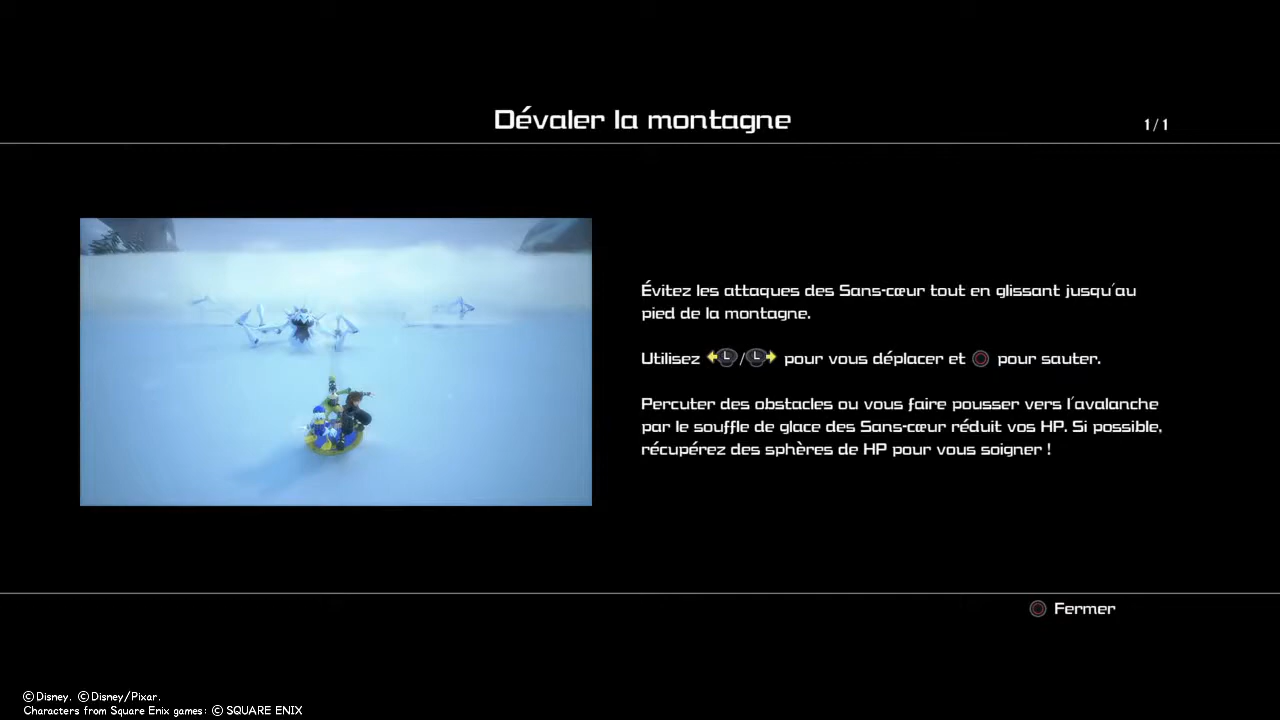 Dévaler la montagne
1/1
Évitez les attaques des Sans-cœur tout en glissant jusqu'au
pied de la montagne.
Utilisez L/L pour vous déplacer et pour sauter.
Percuter des obstacles ou vous faire pousser vers l'avalanche
par le souffle de glace des Sans-cœur réduit vos HP. Si possible,
récupérez des sphères de HP pour vous soigner !
Fermer
©Disney. ©Disney/Pixar.
Characters from Square Enix games: © SQUARE ENIX